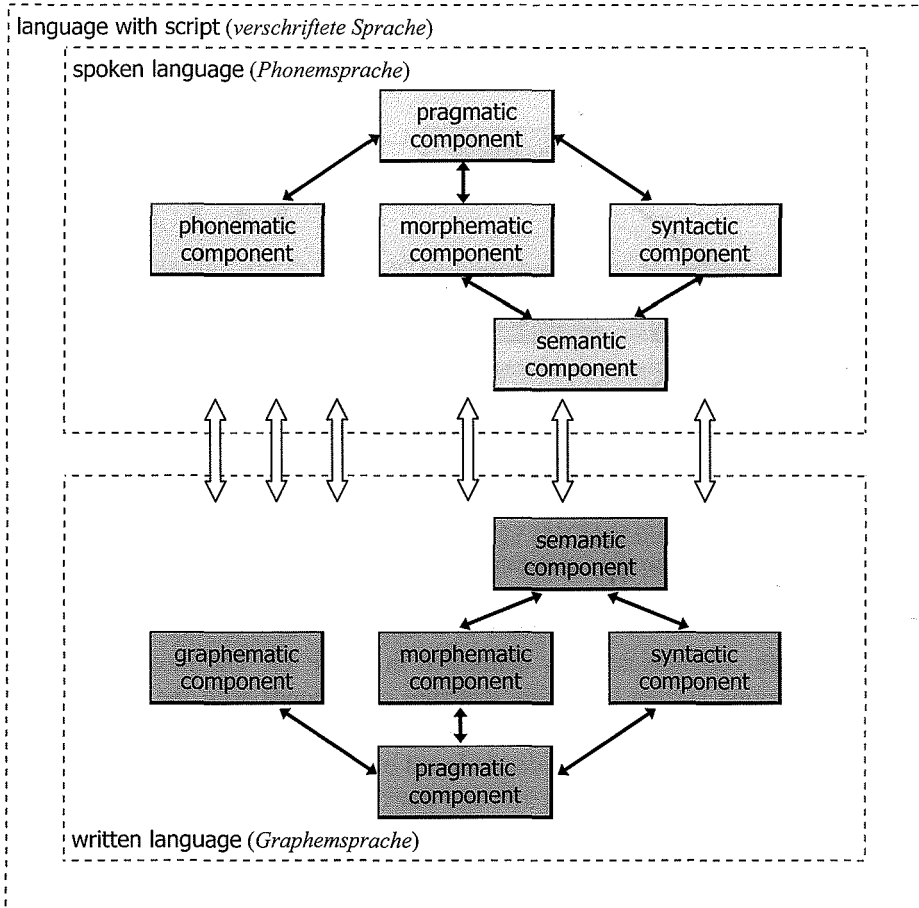 language with script (verschriftete Sprache)
spoken language (Phonemsprache)
pragmatic
component
phonematic
component
morphematic
component
syntactic
component
semantic
component
semantic
component
graphematic
component
morphematic
component
syntactic
component
pragmatic
component
written language (Graphemsprache)